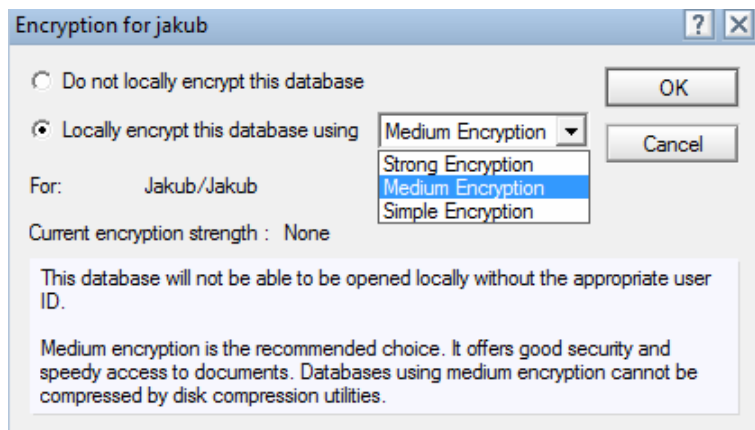 Encryption for jakub
Do not locally encrypt this database
OK
Locally encrypt this database using Medium Encryption
Cancel
Strong Encryption
Medium Encryption
Simple Encryption
For: Jakub/Jakub
Current encryption strength : None
This database will not be able to be opened locally without the appropriate user
ID.
Medium encryption is the recommended choice. It offers good security and
speedy access to documents. Databases using medium encryption cannot be
compressed by disk compression utilities.